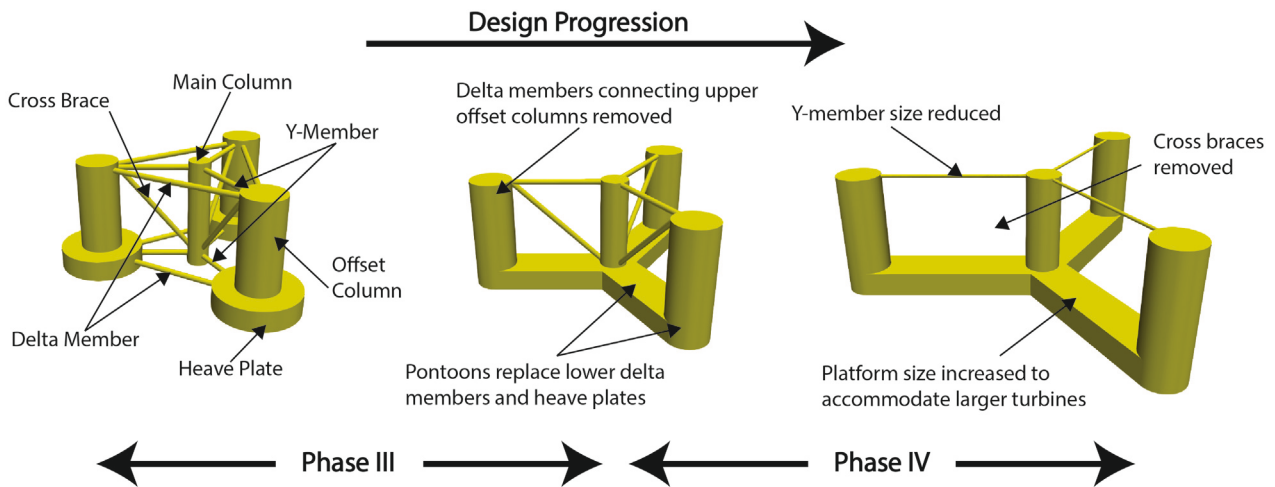 Design Progression
Main Column
Cross Brace
Y-Member
Offset
Column
Delta Member
Heave Plate
Delta members connecting upper
offset columns removed
Pontoons replace lower delta
members and heave plates
Y-member size reduced
Cross braces
removed
Platform size increased to
accommodate larger turbines
Phase III
Phase IV